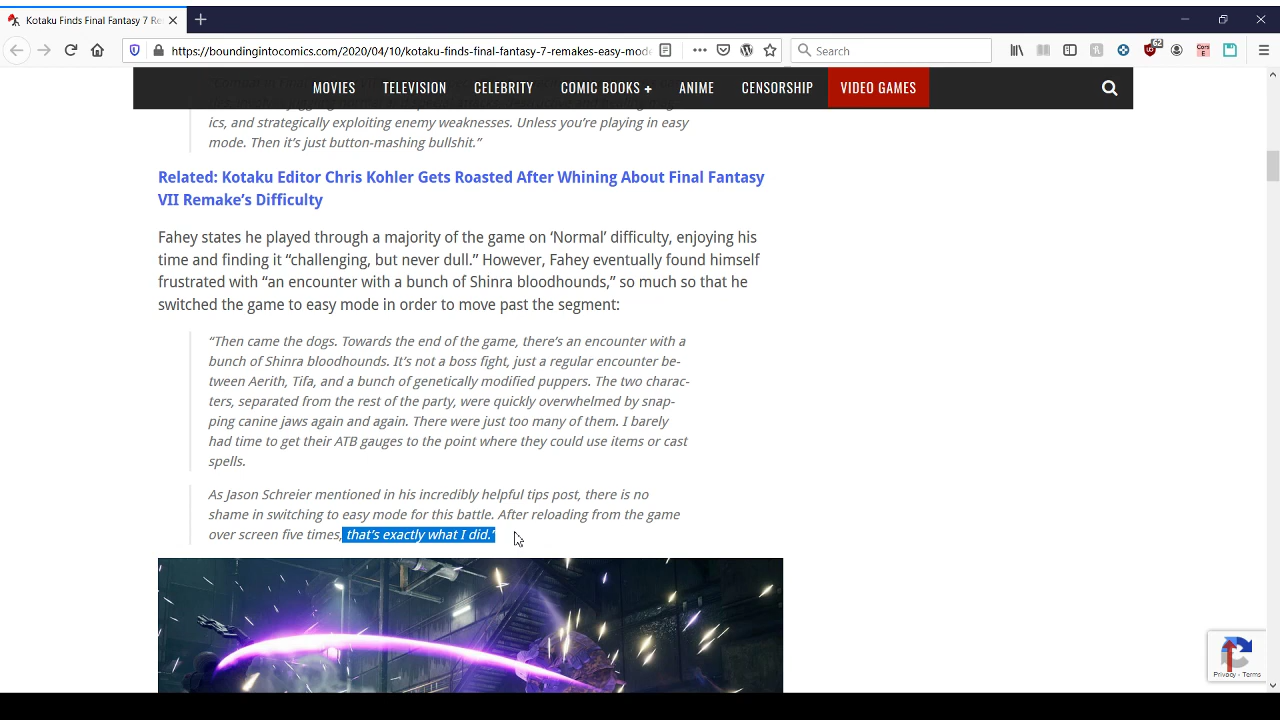 Kotaku Finds Final Fantasy 7 Re
https://boundingintocomics.com/2020/04/10/kotaku-finds-final-fantasy-7-remakes-easy-mode
Search
62
MOVIES TELEVISION CELEBRITY COMIC BOOKS + ANIME CENSORSHIP VIDEO GAMES
ics, and strategically exploiting enemy weaknesses. Unless you're playing in easy
mode. Then it's just button-mashing bullshit."
Related: Kotaku Editor Chris Kohler Gets Roasted After Whining About Final Fantasy
VII Remake's Difficulty
Fahey states he played through a majority of the game on 'Normal' difficulty, enjoying his
time and finding it "challenging, but never dull." However, Fahey eventually found himself
frustrated with "an encounter with a bunch of Shinra bloodhounds," so much so that he
switched the game to easy mode in order to move past the segment:
"Then came the dogs. Towards the end of the game, there's an encounter with a
bunch of Shinra bloodhounds. It's not a boss fight, just a regular encounter be-
tween Aerith, Tifa, and a bunch of genetically modified puppers. The two charac-
ters, separated from the rest of the party, were quickly overwhelmed by snap-
ping canine jaws again and again. There were just too many of them. I barely
had time to get their ATB gauges to the point where they could use items or cast
spells.
As Jason Schreier mentioned in his incredibly helpful tips post, there is no
shame in switching to easy mode for this battle. After reloading from the game
over screen five times, that's exactly what I did."
Privacy - Terms